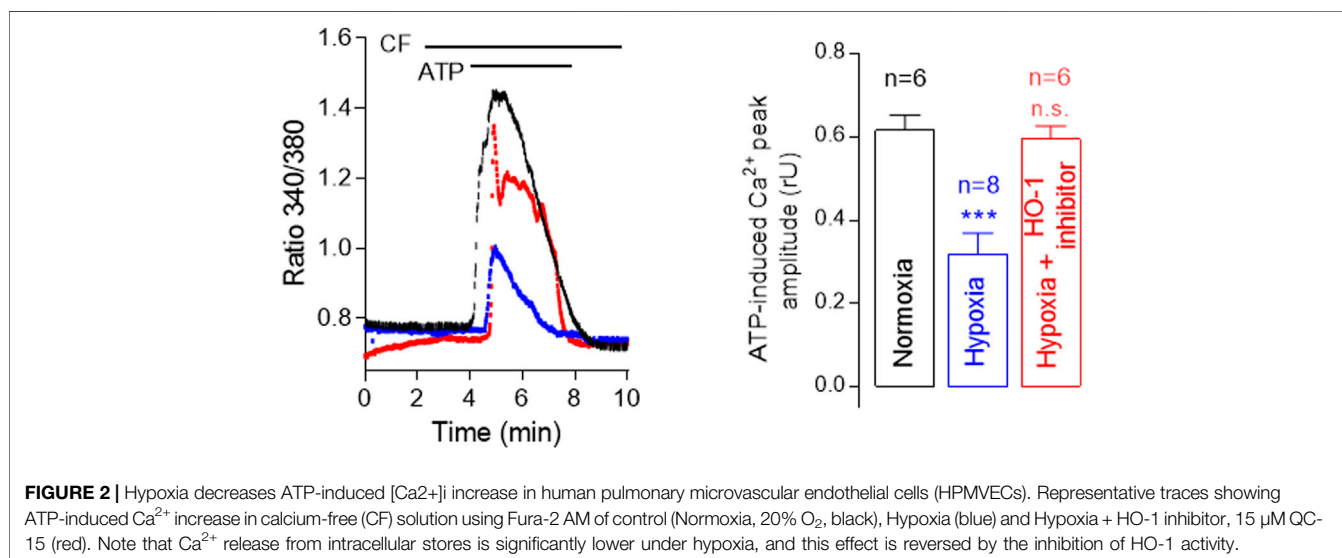 CF
ATP
1.6
1.4
1.2
1.0
0.8
Ratio 340/380
0 2 4 6 8 10
Time (min)
0.8
0.6
0.4
0.2
0.0
ATP-induced Ca²⁺ peak
amplitude (rU)
n=6
n=8
***
n=6
n.s.
Normoxia
Hypoxia
Hypoxia + HO-1
inhibitor
FIGURE 2 | Hypoxia decreases ATP-induced [Ca2+]i increase in human pulmonary microvascular endothelial cells (HPMVECs). Representative traces showing
ATP-induced Ca²⁺ increase in calcium-free (CF) solution using Fura-2 AM of control (Normoxia, 20% O₂, black), Hypoxia (blue) and Hypoxia + HO-1 inhibitor, 15 µM QC-
15 (red). Note that Ca²⁺ release from intracellular stores is significantly lower under hypoxia, and this effect is reversed by the inhibition of HO-1 activity.